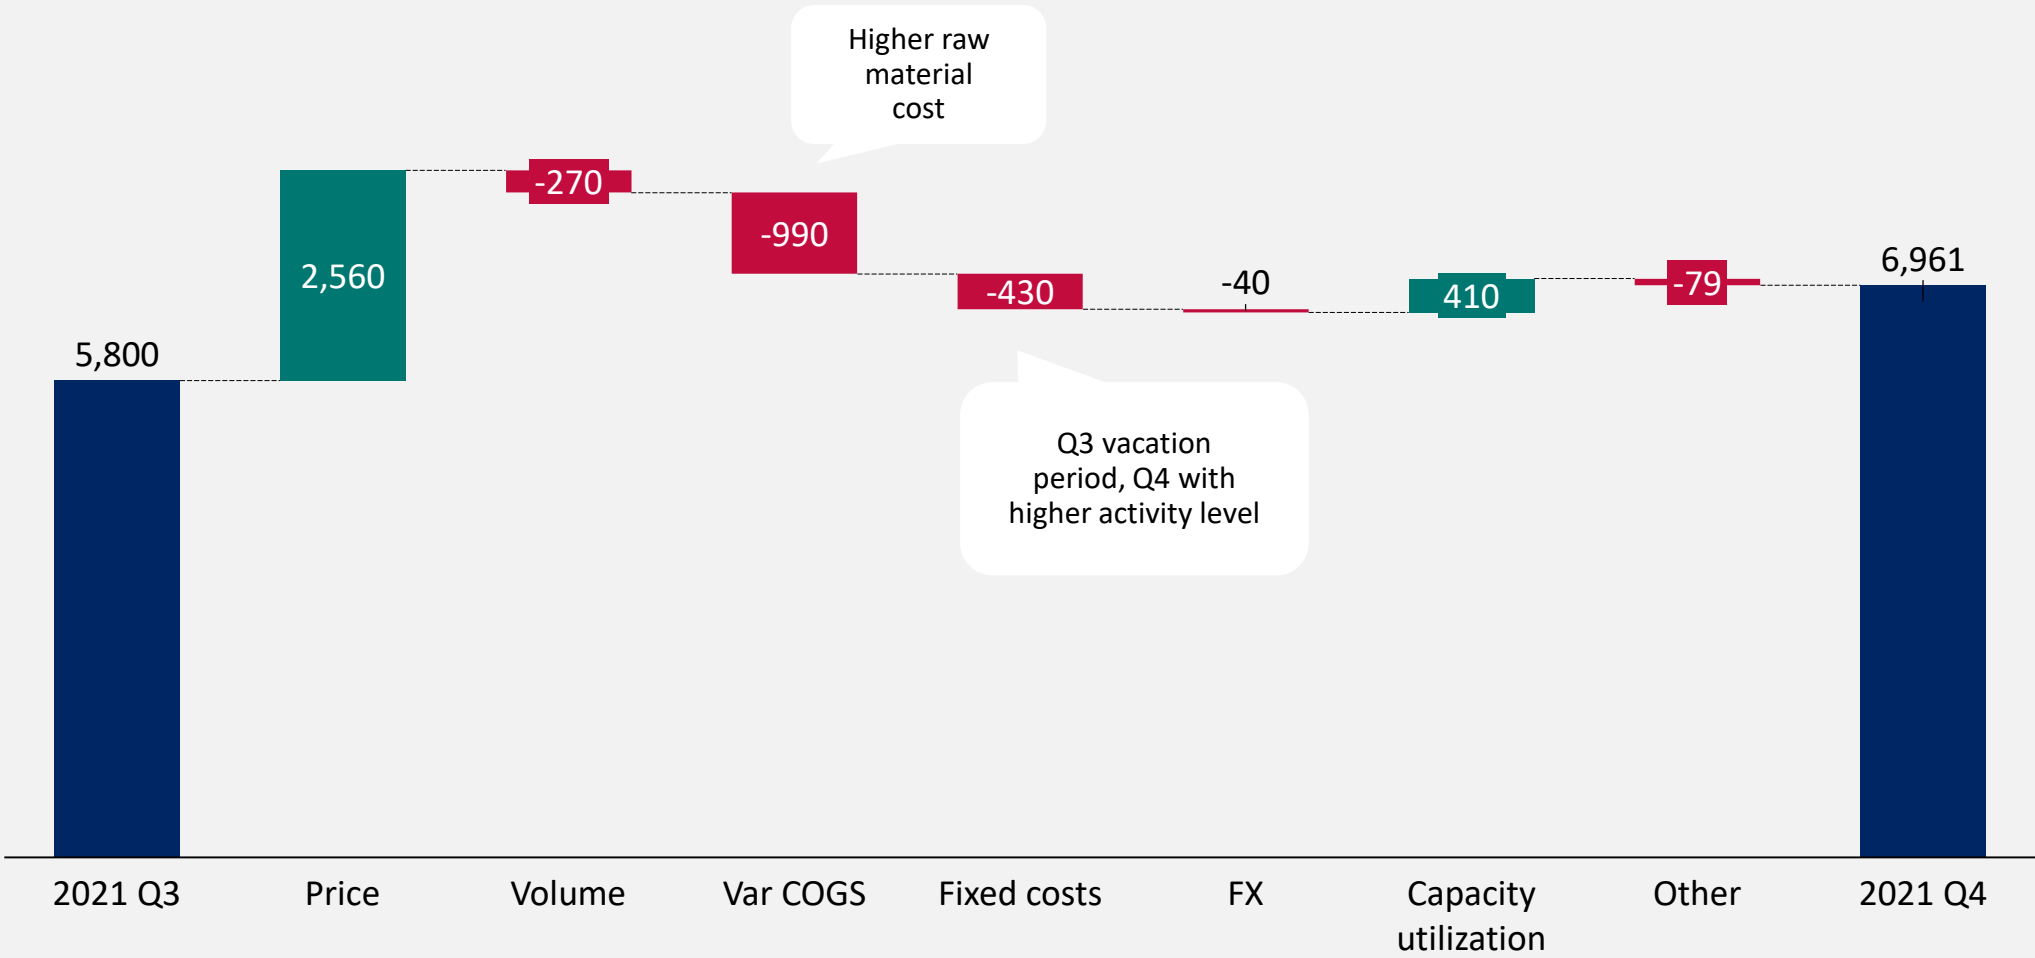 Higher raw
material
cost
-270
-990
2,560
-430
-40
410
-79
6,961
5,800
Q3 vacation
period, Q4 with
higher activity level
2021 Q3
Price
Volume
Var COGS
Fixed costs
FX
Capacity
utilization
Other
2021 Q4